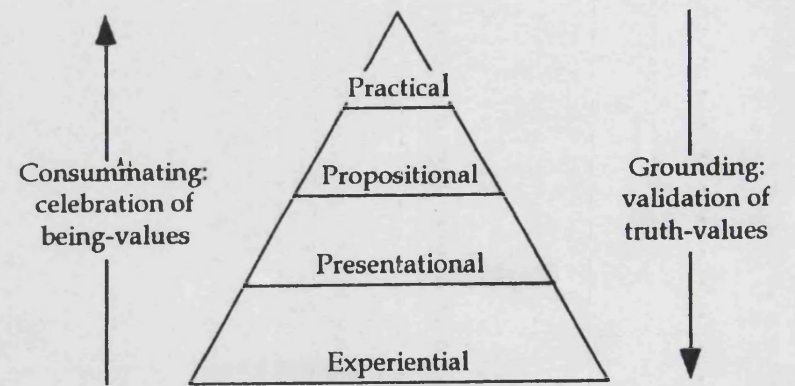 Practical
Consummating:
celebration of
being-values
Propositional
Grounding:
validation of
truth-values
Presentational
Experiential